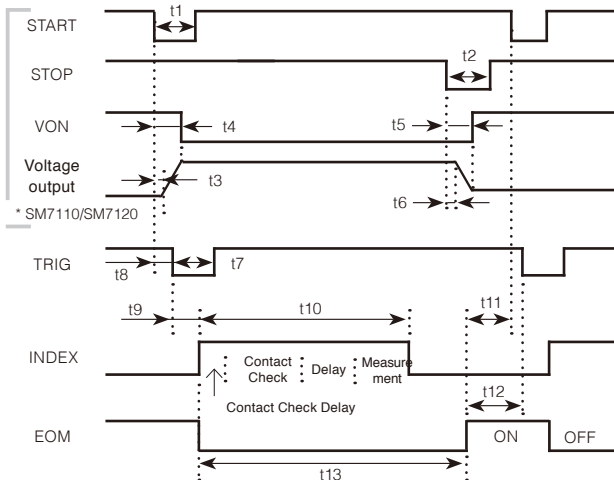 START
t1
STOP
t2
VON
t4
t5
Voltage
output
t3
t6
* SM7110/SM7120
TRIG
t8
t7
t9
t10
t11
INDEX
Contact
Check
Delay
Measure
ment
Contact Check Delay
t12
EOM
ON
OFF
t13